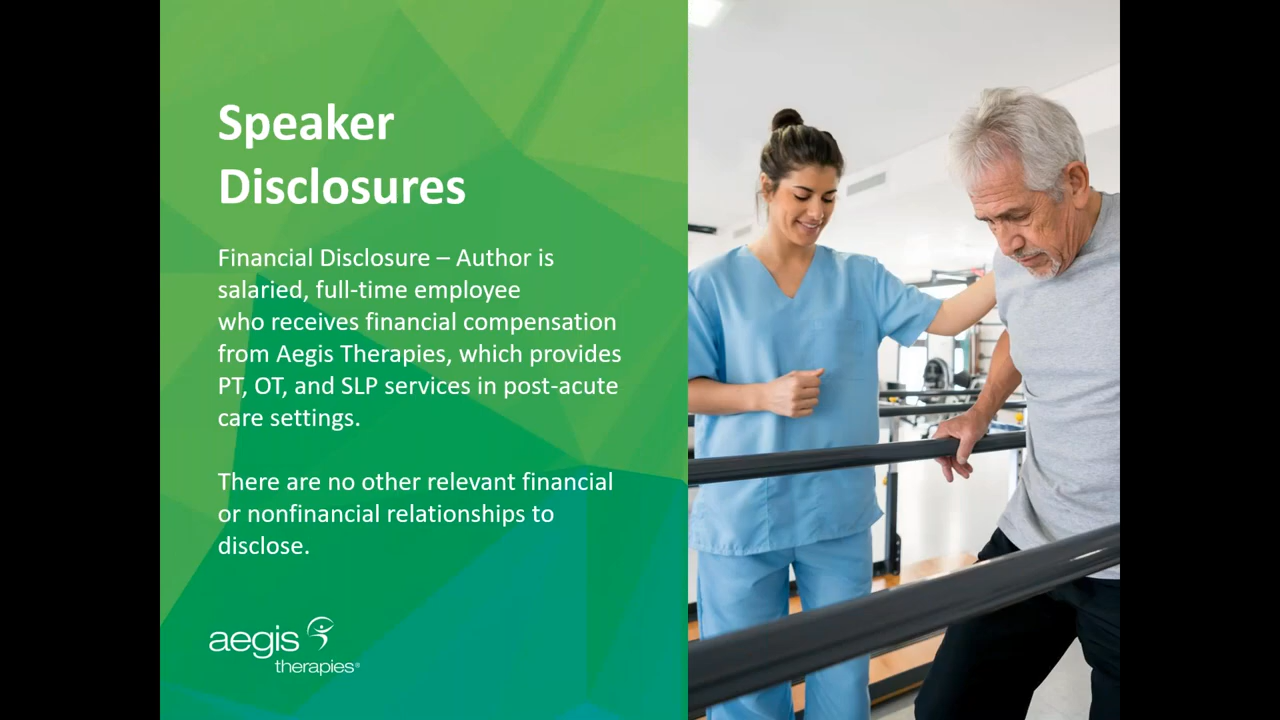 Speaker
Disclosures
Financial Disclosure – Author is
salaried, full-time employee
who receives financial compensation
from Aegis Therapies, which provides
PT, OT, and SLP services in post-acute
care settings.
There are no other relevant financial
or nonfinancial relationships to
disclose.
aegis
therapies®